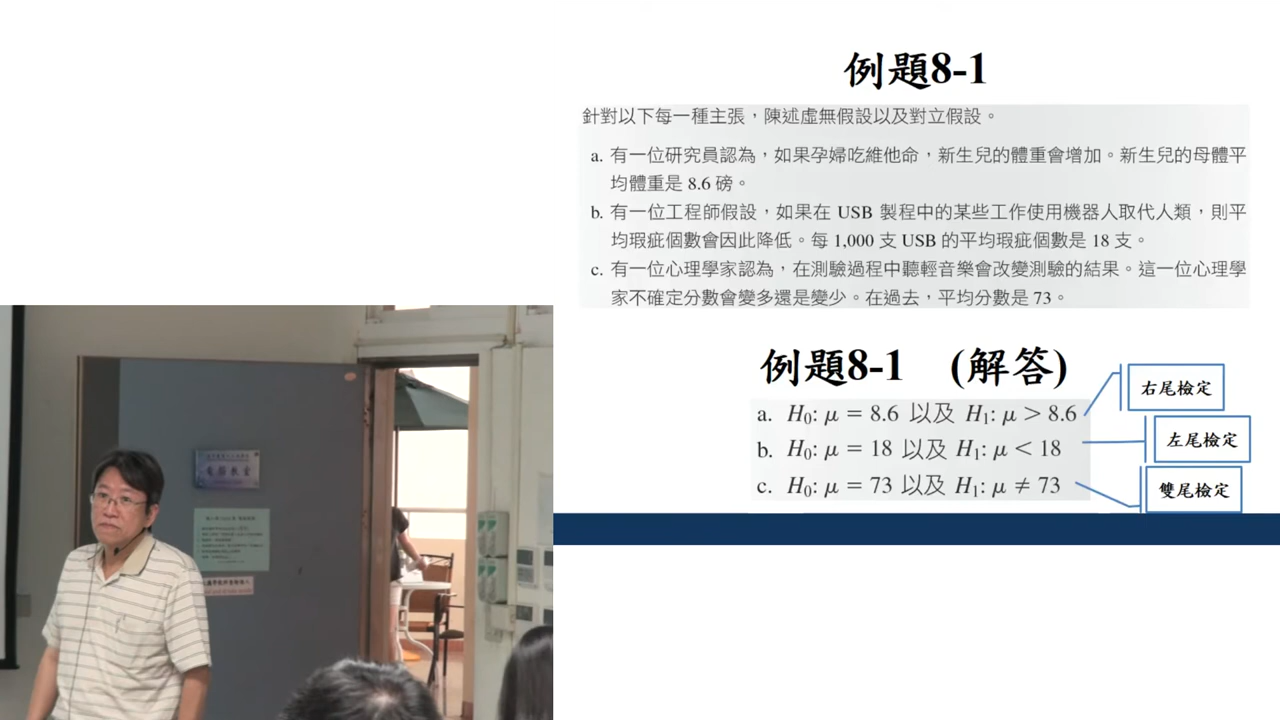 例題8-1
針對以下每一種主張，陳述虛無假設以及對立假設。
a. 有一位研究員認為，如果孕婦吃維他命，新生兒的體重會增加。新生兒的母體平
均體重是 8.6 磅。
b. 有一位工程師假設，如果在 USB 製程中的某些工作使用機器人取代人類，則平
均瑕疵個數會因此降低。每 1,000 支 USB 的平均瑕疵個數是 18 支。
c. 有一位心理學家認為，在測驗過程中聽輕音樂會改變測驗的結果。這一位心理學
家不確定分數會變多還是變少。在過去，平均分數是 73。
例題8-1 (解答)
a. H₀: μ = 8.6 以及 H₁: μ > 8.6
右尾檢定
b. H₀: μ = 18 以及 H₁: μ < 18
左尾檢定
c. H₀: μ = 73 以及 H₁: μ ≠ 73
雙尾檢定
電腦教室